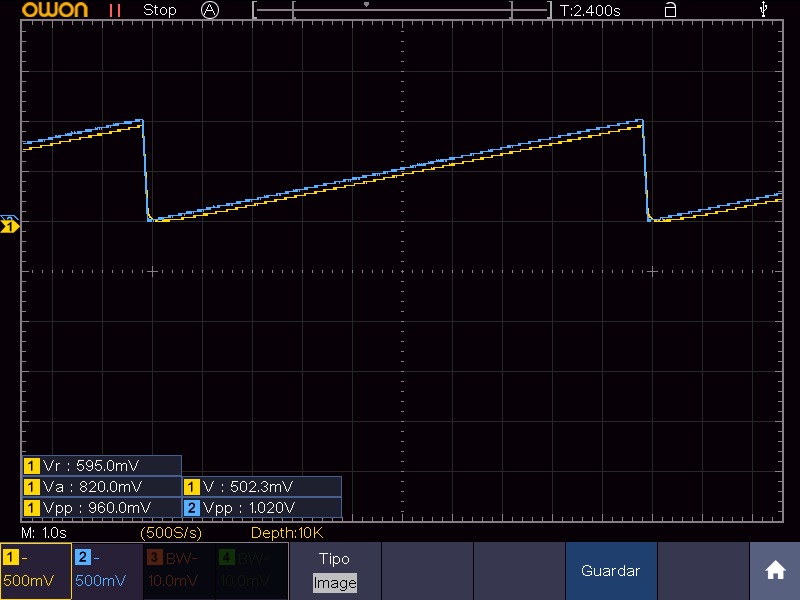 OWON Stop A T:2.400s
2
1
1 Vr : 595.0mV
1 Va : 820.0mV 1 V : 502.3mV
1 Vpp : 960.0mV 2 Vpp : 1.020V
M: 1.0s (500S/s) Depth:10K
1 - 2 - 3 BW- 4 BW- Tipo
500mV 500mV 10.0mV 10.0mV Image
Guardar